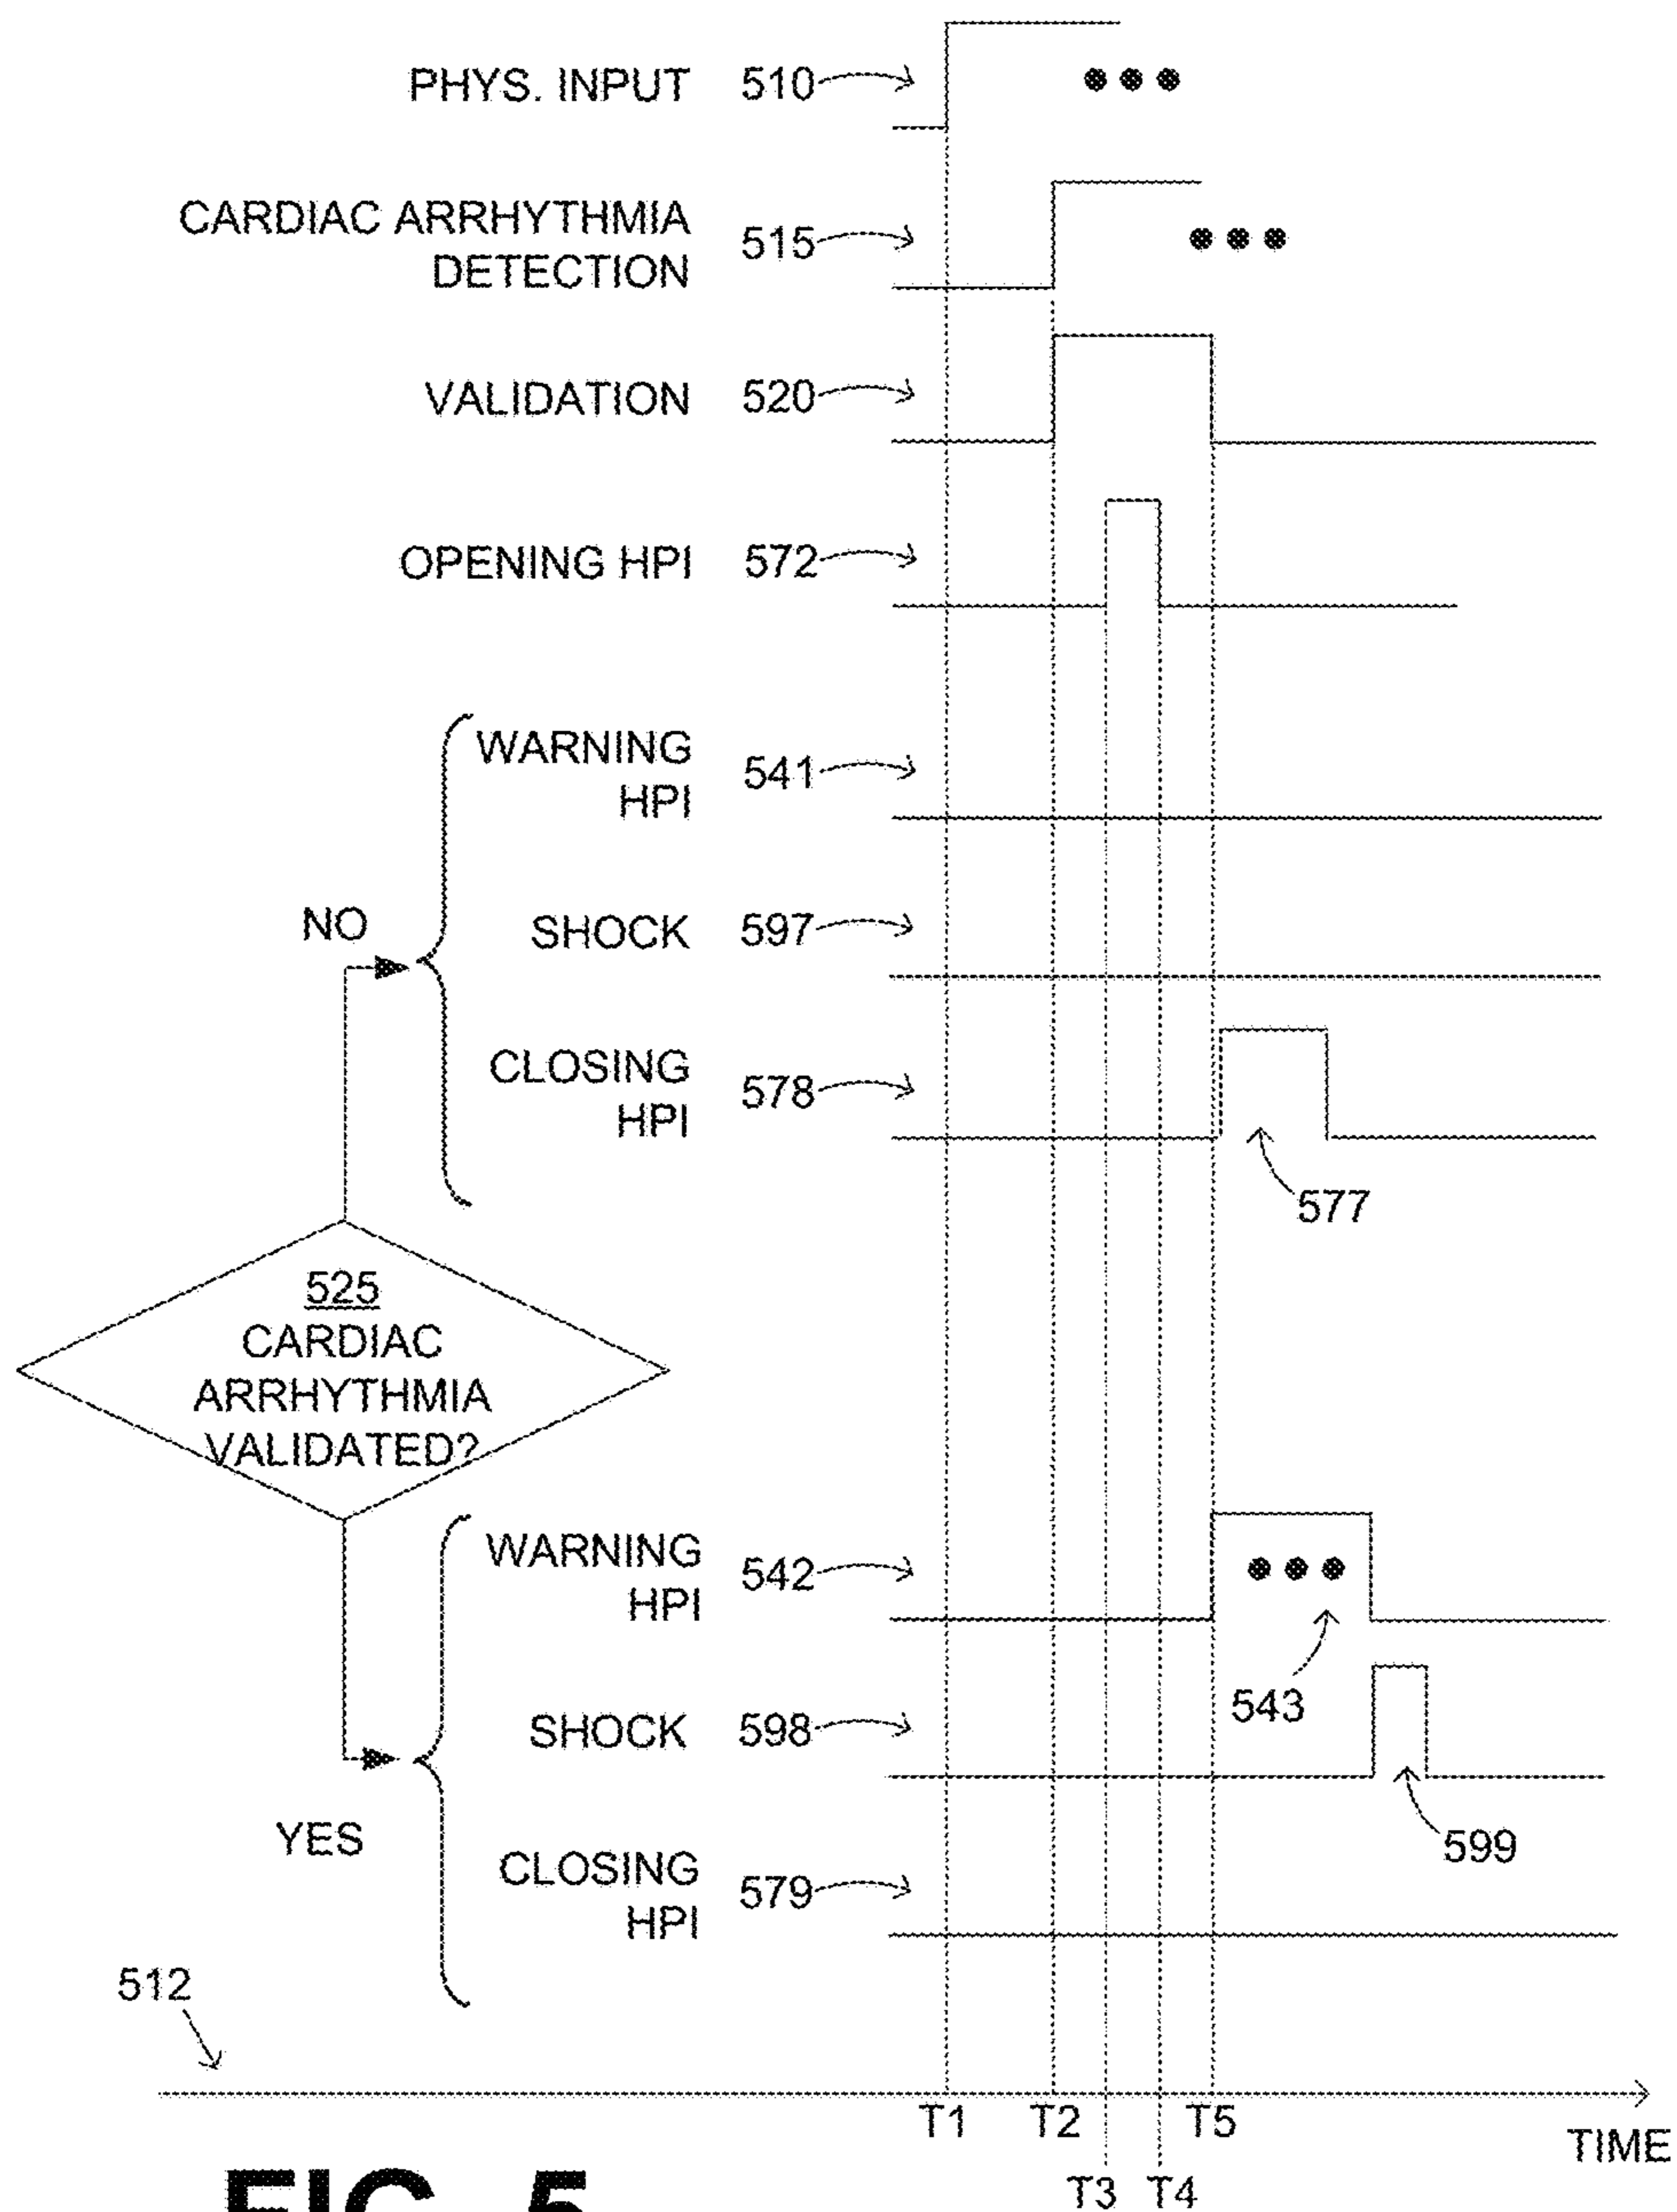 PHYS. INPUT 510
CARDIAC ARRHYTHMIA
DETECTION 515
VALIDATION 520
OPENING HPI 572
WARNING
HPI 541
NO
SHOCK 597
CLOSING
HPI 578
577
525
CARDIAC
ARRHYTHMIA
VALIDATED?
WARNING
HPI 542
543
SHOCK 598
599
YES
CLOSING
HPI 579
512
T1 T2 T5
TIME
T3 T4
FIG. 5